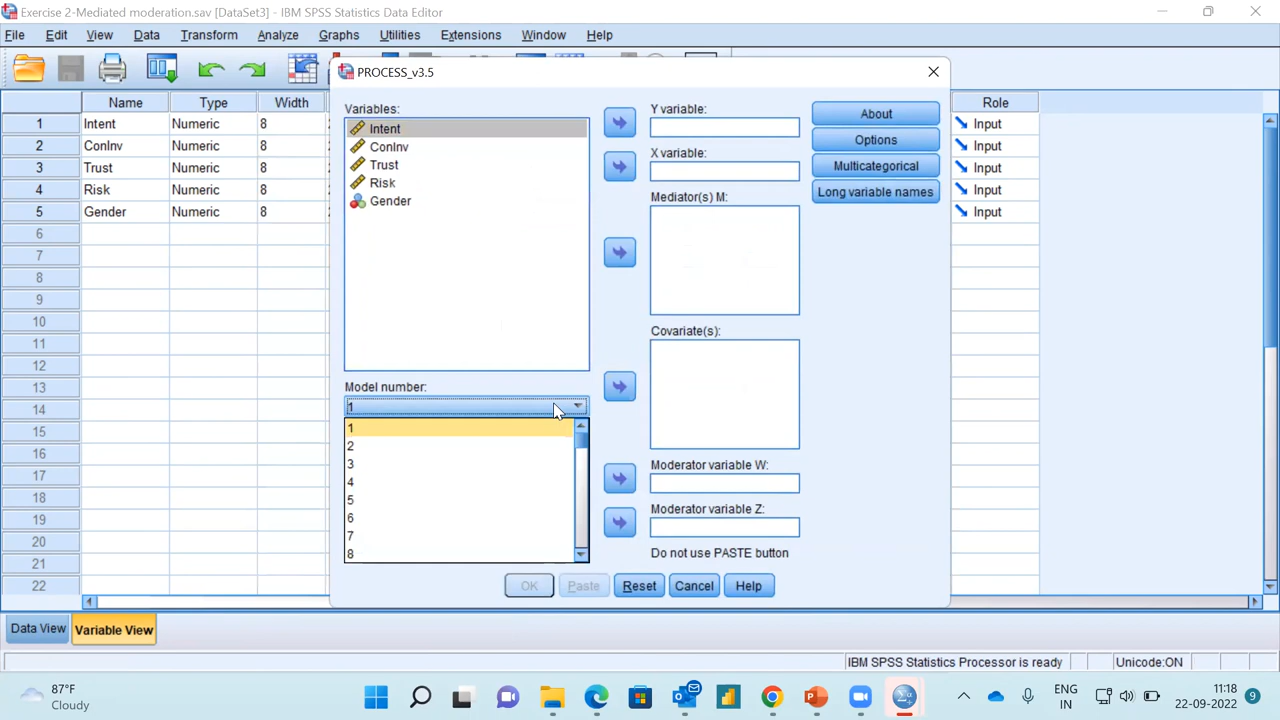 Exercise 2-Mediated moderation.sav [DataSet3] - IBM SPSS Statistics Data Editor
File Edit View Data Transform Analyze Graphs Utilities Extensions Window Help
PROCESS_v3.5
Name Type Width Role
1 Intent Numeric 8 Input
2 ConInv Numeric 8 Input
3 Trust Numeric 8 Input
4 Risk Numeric 8 Input
5 Gender Numeric 8 Input
6
7
8
9
10
11
12
13
14
15
16
17
18
19
20
21
22
Variables:
Intent
ConInv
Trust
Risk
Gender
Model number:
1
1
2
3
4
5
6
7
8
Y variable:
X variable:
Mediator(s) M:
Covariate(s):
Moderator variable W:
Moderator variable Z:
Do not use PASTE button
About
Options
Multicategorical
Long variable names
OK Paste Reset Cancel Help
Data View Variable View
IBM SPSS Statistics Processor is ready Unicode:ON
87°F
Cloudy
ENG
IN
11:18
22-09-2022
9